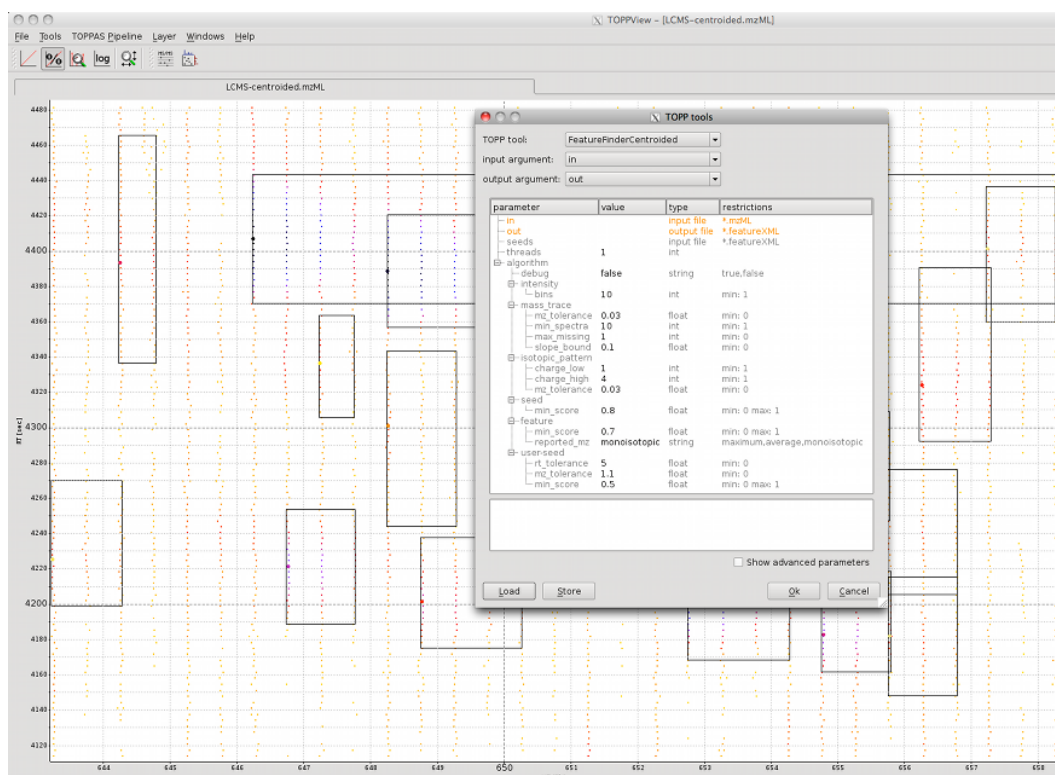 TOPPView – [LCMS-centroided.mzML]
File Tools TOPPAS Pipeline Layer Windows Help
% log MS/MS
LCMS-centroided.mzML
TOPP tools
TOPP tool: FeatureFinderCentroided
input argument: in
output argument: out
parameter value type restrictions
in input file *.mzML
out output file *.featureXML
seeds input file *.featureXML
threads 1 int
algorithm
debug false string true,false
intensity
bins 10 int min: 1
mass_trace
mz_tolerance 0.03 float min: 0
min_spectra 10 int min: 1
max_missing 1 int min: 0
slope_bound 0.1 float min: 0
isotopic_pattern
charge_low 1 int min: 1
charge_high 4 int min: 1
mz_tolerance 0.03 float min: 0
seed
min_score 0.8 float min: 0 max: 1
feature
min_score 0.7 float min: 0 max: 1
reported_mz monoisotopic string maximum,average,monoisotopic
user-seed
rt_tolerance 5 float min: 0
mz_tolerance 1.1 float min: 0
min_score 0.5 float min: 0 max: 1
Show advanced parameters
Load Store Ok Cancel
4480
4460
4440
4420
4400
4380
4360
4340
4320
4300
4280
4260
4240
4220
4200
4180
4160
4140
4120
RT [sec]
644 645 646 647 648 649 650 651 652 653 654 655 656 657 658